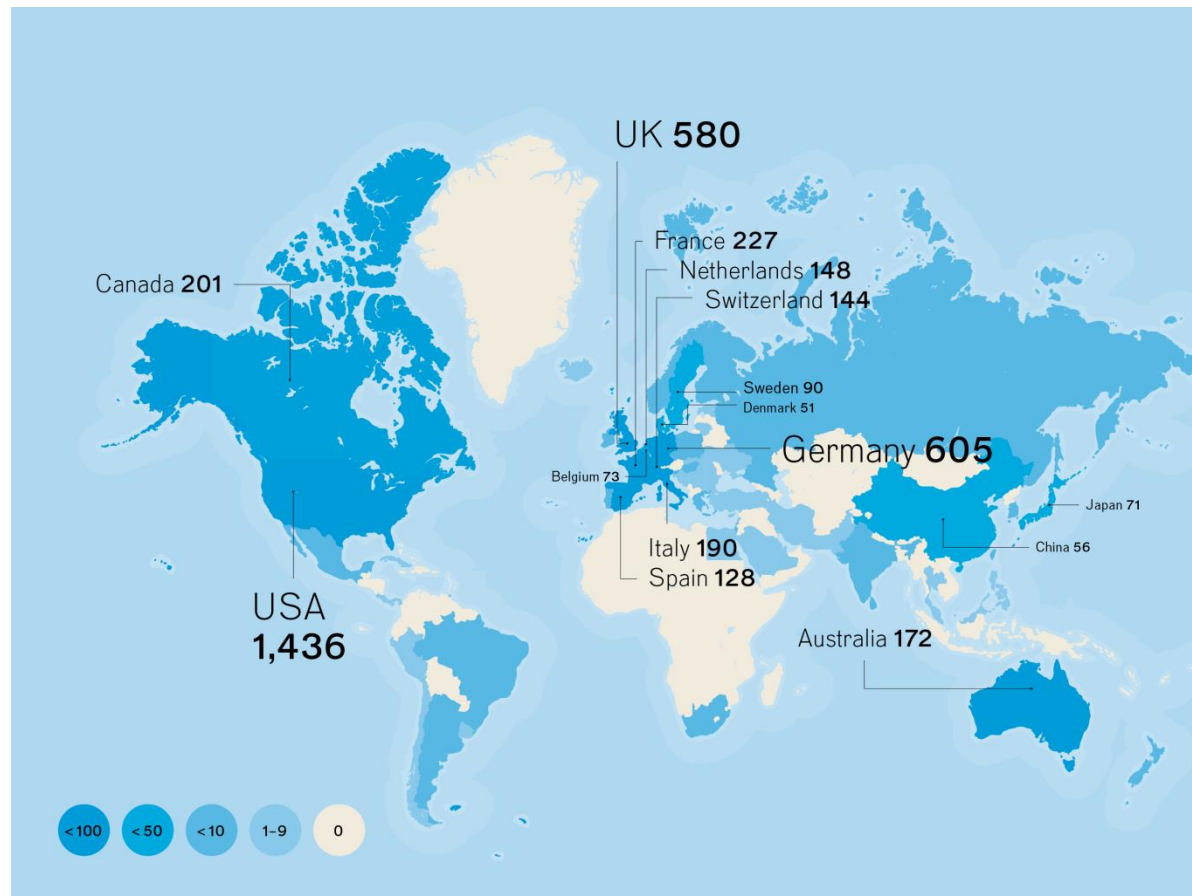 UK 580
France 227
Netherlands 148
Canada 201
Switzerland 144
Sweden 90
Denmark 51
Germany 605
Belgium 73
Japan 71
Italy 190
China 56
Spain 128
USA
1,436
Australia 172
<100
<50
<10
1–9
0